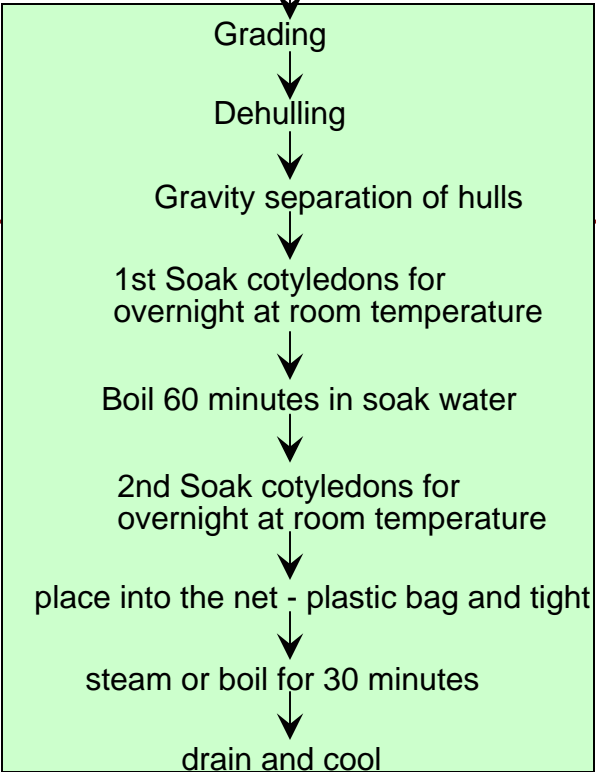 Grading
Dehulling
Gravity separation of hulls
1st Soak cotyledons for
overnight at room temperature
Boil 60 minutes in soak water
2nd Soak cotyledons for
overnight at room temperature
place into the net - plastic bag and tight
steam or boil for 30 minutes
drain and cool